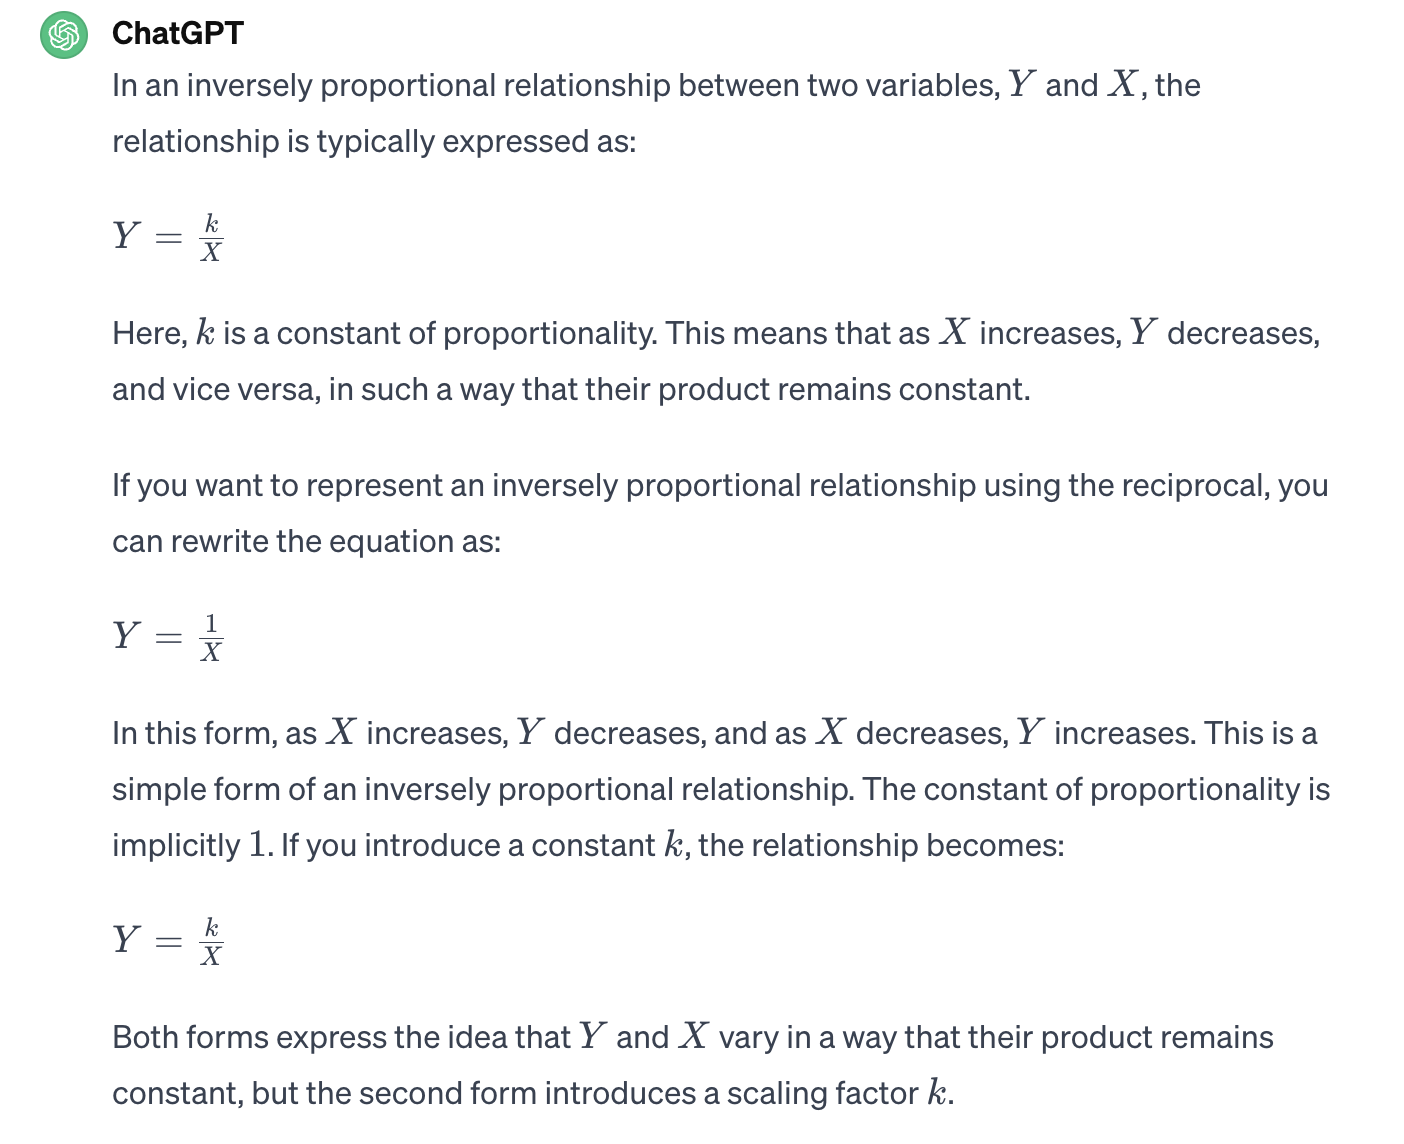 ChatGPT
In an inversely proportional relationship between two variables, Y and X, the
relationship is typically expressed as:
Y = k/X
Here, k is a constant of proportionality. This means that as X increases, Y decreases,
and vice versa, in such a way that their product remains constant.
If you want to represent an inversely proportional relationship using the reciprocal, you
can rewrite the equation as:
Y = 1/X
In this form, as X increases, Y decreases, and as X decreases, Y increases. This is a
simple form of an inversely proportional relationship. The constant of proportionality is
implicitly 1. If you introduce a constant k, the relationship becomes:
Y = k/X
Both forms express the idea that Y and X vary in a way that their product remains
constant, but the second form introduces a scaling factor k.